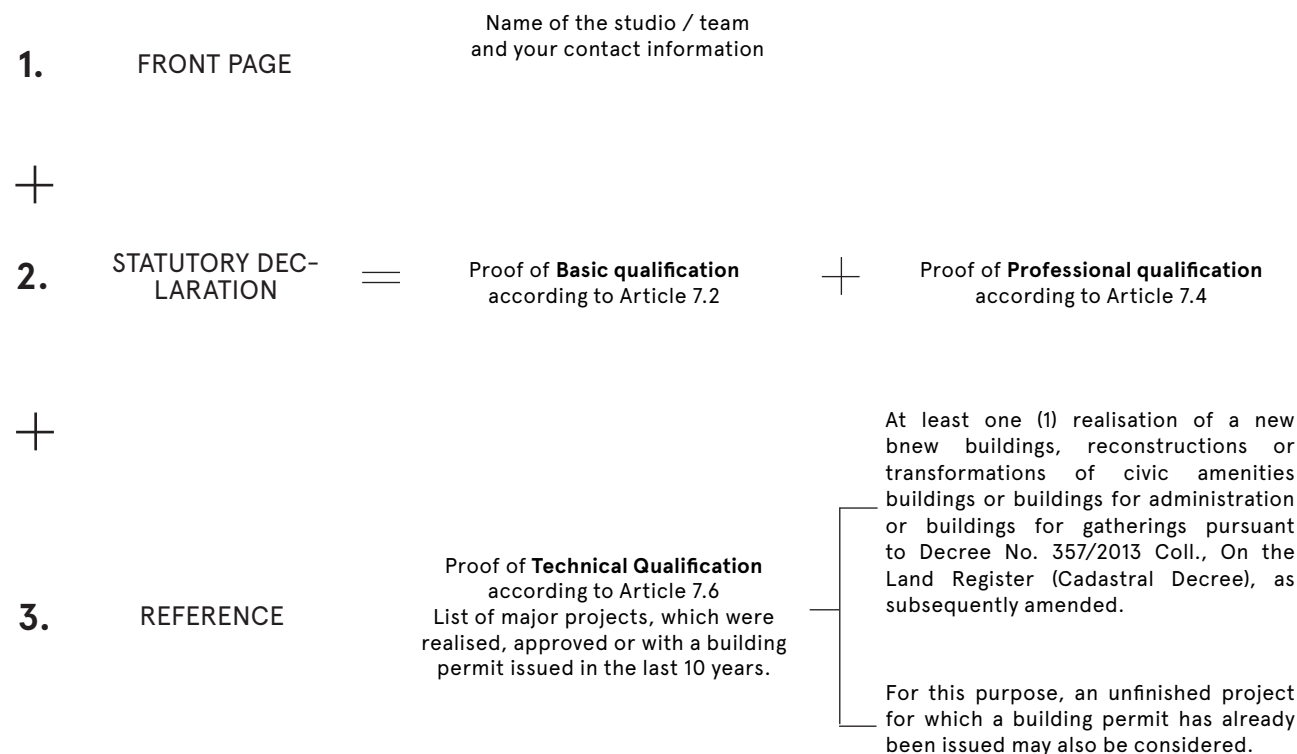 1.
FRONT PAGE
Name of the studio / team
and your contact information
+
2.
STATUTORY DEC-
LARATION
=
Proof of Basic qualification
according to Article 7.2
+
Proof of Professional qualification
according to Article 7.4
+
3.
REFERENCE
Proof of Technical Qualification
according to Article 7.6
List of major projects, which were
realised, approved or with a building
permit issued in the last 10 years.
At least one (1) realisation of a new
bnew buildings, reconstructions or
transformations of civic amenities
buildings or buildings for administration
or buildings for gatherings pursuant
to Decree No. 357/2013 Coll., On the
Land Register (Cadastral Decree), as
subsequently amended.
For this purpose, an unfinished project
for which a building permit has already
been issued may also be considered.